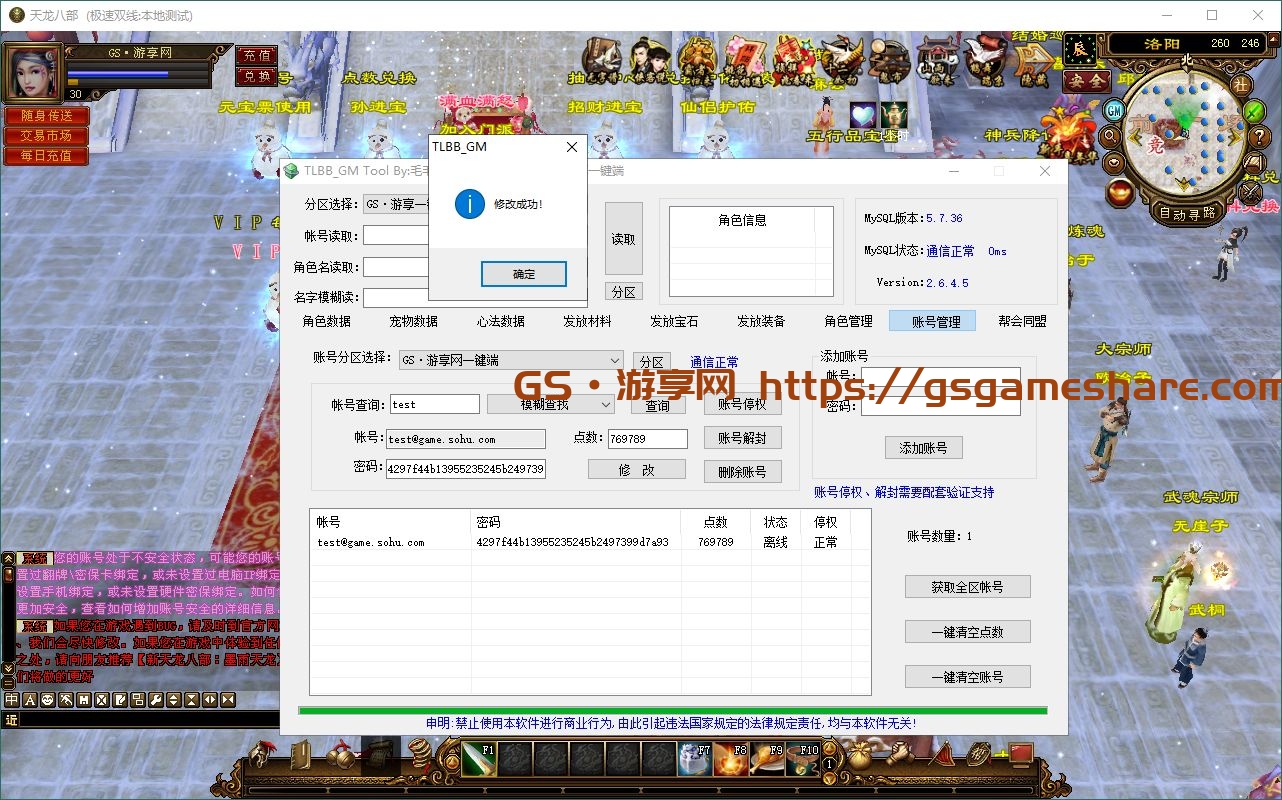 天龙八部 (极速双线:本地测试)
GS·游享网
30
充值
兑换
随身传送
交易市场
每日充值
点数兑换
元宝票使用
孙进宝
满血满怒
加入门派
招财进宝
仙侣护佑
五行品宝
神兵降
洛阳 260 246
北
辰
安全
社
GM
自动寻路
VIP
VIP
炼魂
大宗师
武魂宗师
无崖子
武桐
TLBB_GM
修改成功!
确定
TLBB_GM Tool By:毛毛
一键端
分区选择:
GS·游享网一键
帐号读取:
角色名读取:
名字模糊读:
读取
分区
角色信息
MySQL版本:5.7.36
MySQL状态:通信正常 0ms
Version:2.6.4.5
角色数据 宠物数据 心法数据 发放材料 发放宝石 发放装备 角色管理 账号管理 帮会同盟
账号分区选择: GS·游享网一键端 分区 通信正常
添加账号
帐号:
密码:
添加账号
GS·游享网 https://gsgameshare.com
帐号查询: test 模糊查找 查询 账号停权
帐号: test@game.sohu.com 点数: 769789 账号解封
密码: 4297f44b13955235245b249739 修 改 删除账号
账号停权、解封需要配套验证支持
帐号 密码 点数 状态 停权
test@game.sohu.com 4297f44b13955235245b2497399d7a93 769789 离线 正常
账号数量:1
获取全区帐号
一键清空点数
一键清空账号
申明:禁止使用本软件进行商业行为,由此引起违法国家规定的法律规定责任,均与本软件无关!
系统 您的账号处于不安全状态，可能您的账号
置过翻牌\密保卡绑定，或未设置过电脑IP绑定
设置手机绑定，或未设置硬件密保绑定。如何
更加安全，查看如何增加账号安全的详细信息
系统 如果您在游戏遇到BUG，请及时到官方网
、我们会尽快修改。如果您在游戏中体验到任
之处，请向朋友推荐【新天龙八部：墨雨天龙
们将做的更好
近
F1 F7 F8 F9 F10
1